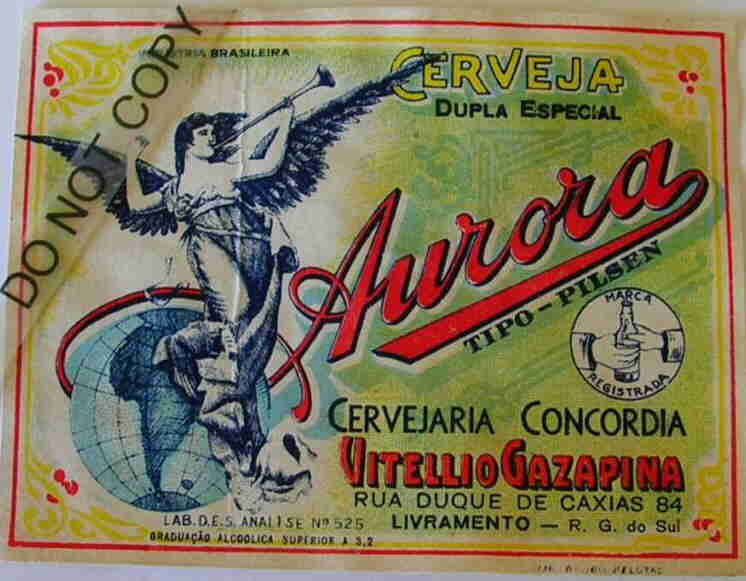 DO NOT COPY
INDUSTRIA BRASILEIRA
CERVEJA
DUPLA ESPECIAL
Aurora
TIPO-PILSEN
MARCA
REGISTRADA
CERVEJARIA CONCORDIA
VITELLIO GAZAPINA
RUA DUQUE DE CAXIAS 84
LIVRAMENTO — R. G. do Sul
LAB. D.E.S. ANALISE Nº 525
GRADUAÇÃO ALCOOLICA SUPERIOR A 3,2
PELOTAS